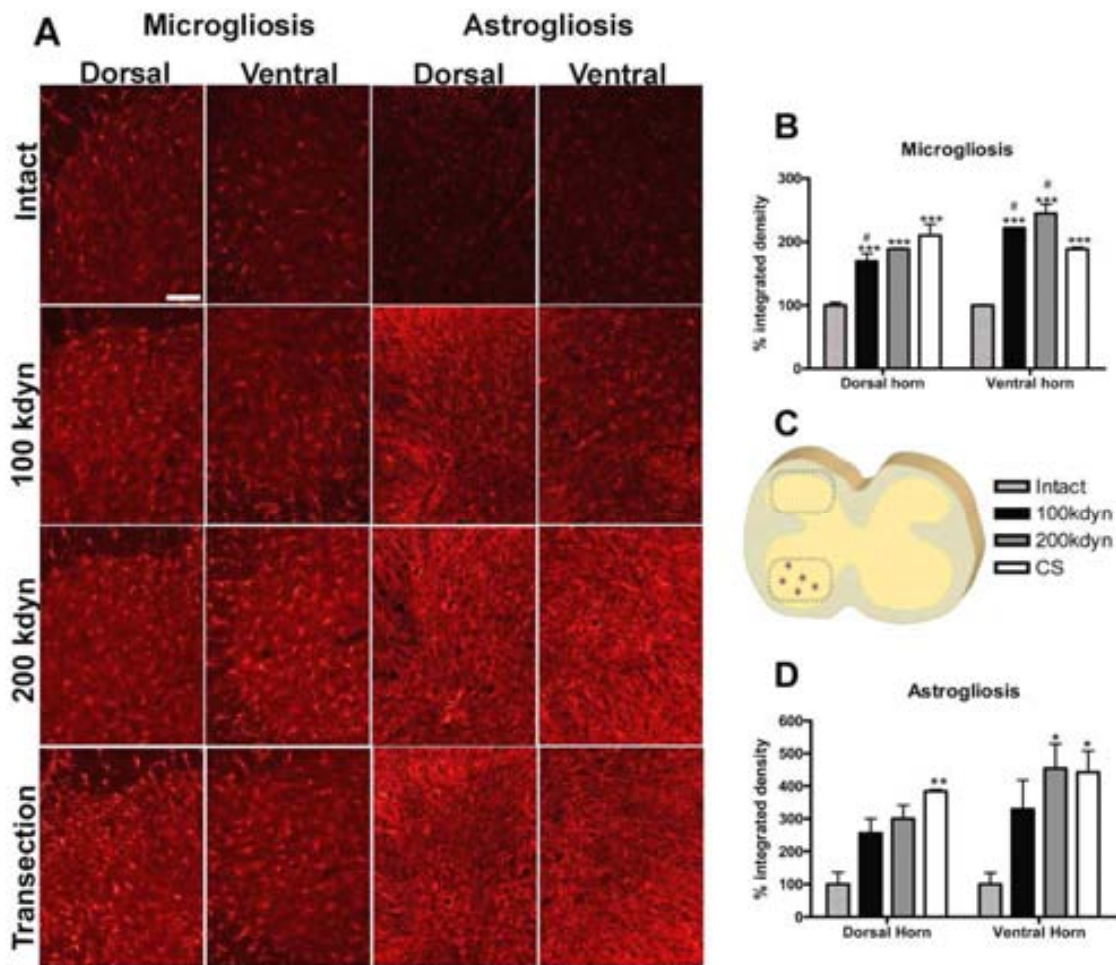 A
Microgliosis
Astrogliosis
Dorsal
Ventral
Dorsal
Ventral
Intact
100 kdyn
200 kdyn
Transection
B
Microgliosis
% integrated density
300
200
100
0
#
***
***
***
#
***
#
***
***
Dorsal horn
Ventral horn
C
Intact
100kdyn
200kdyn
CS
D
Astrogliosis
% integrated density
600
500
400
300
200
100
0
**
*
*
Dorsal Horn
Ventral Horn